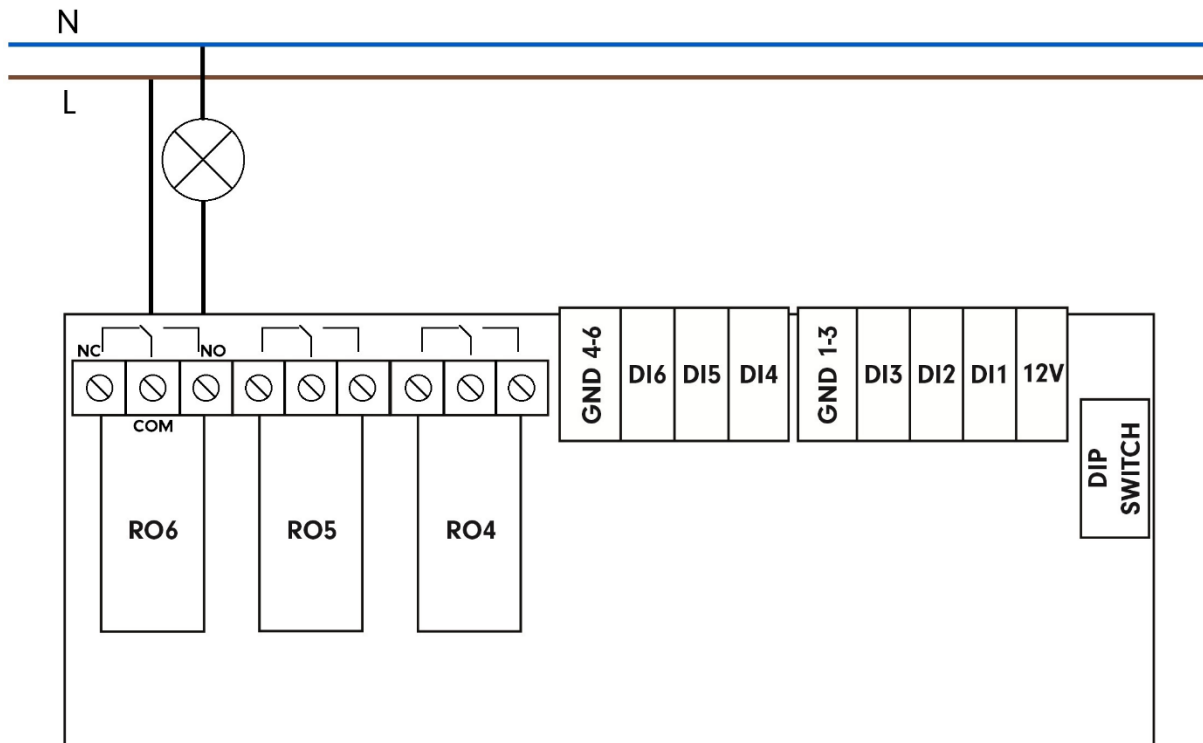 N
L
NC
NO
COM
RO6
RO5
RO4
GND 4-6
DI6
DI5
DI4
GND 1-3
DI3
DI2
DI1
12V
DIP
SWITCH